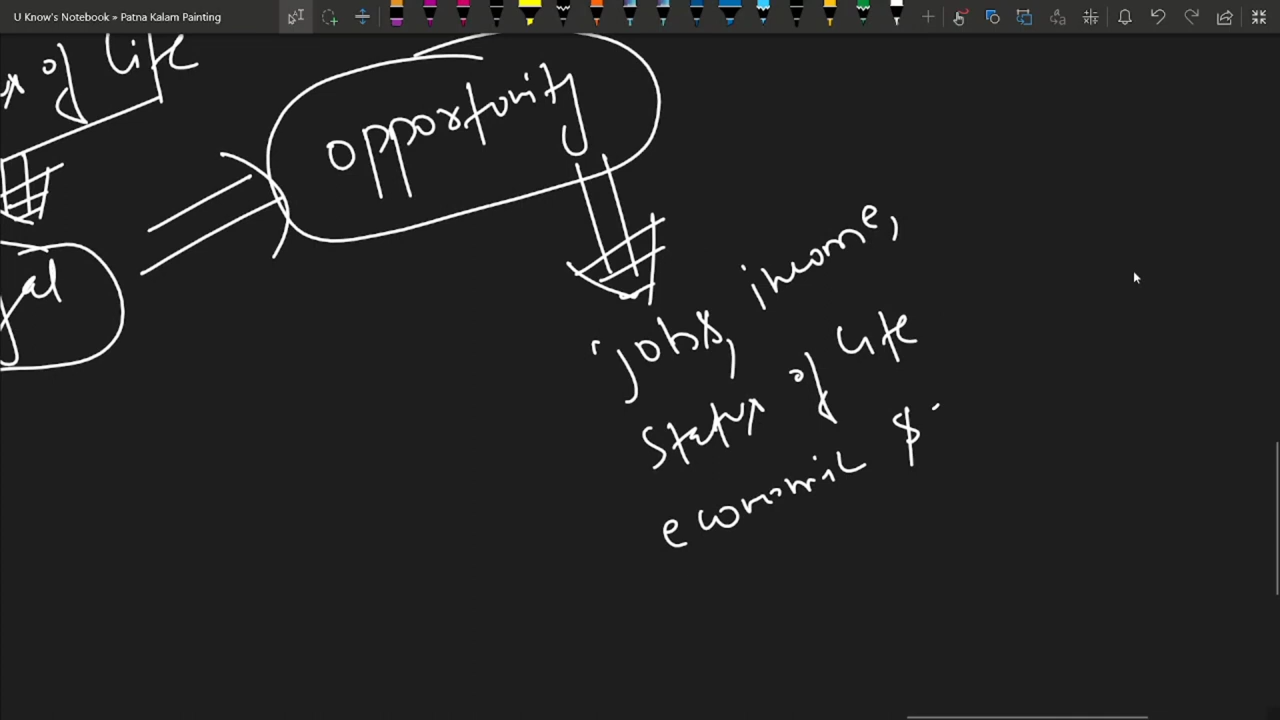 U Know's Notebook » Patna Kalam Painting
of Life
opportunity
jobs, income,
status of life
economic $